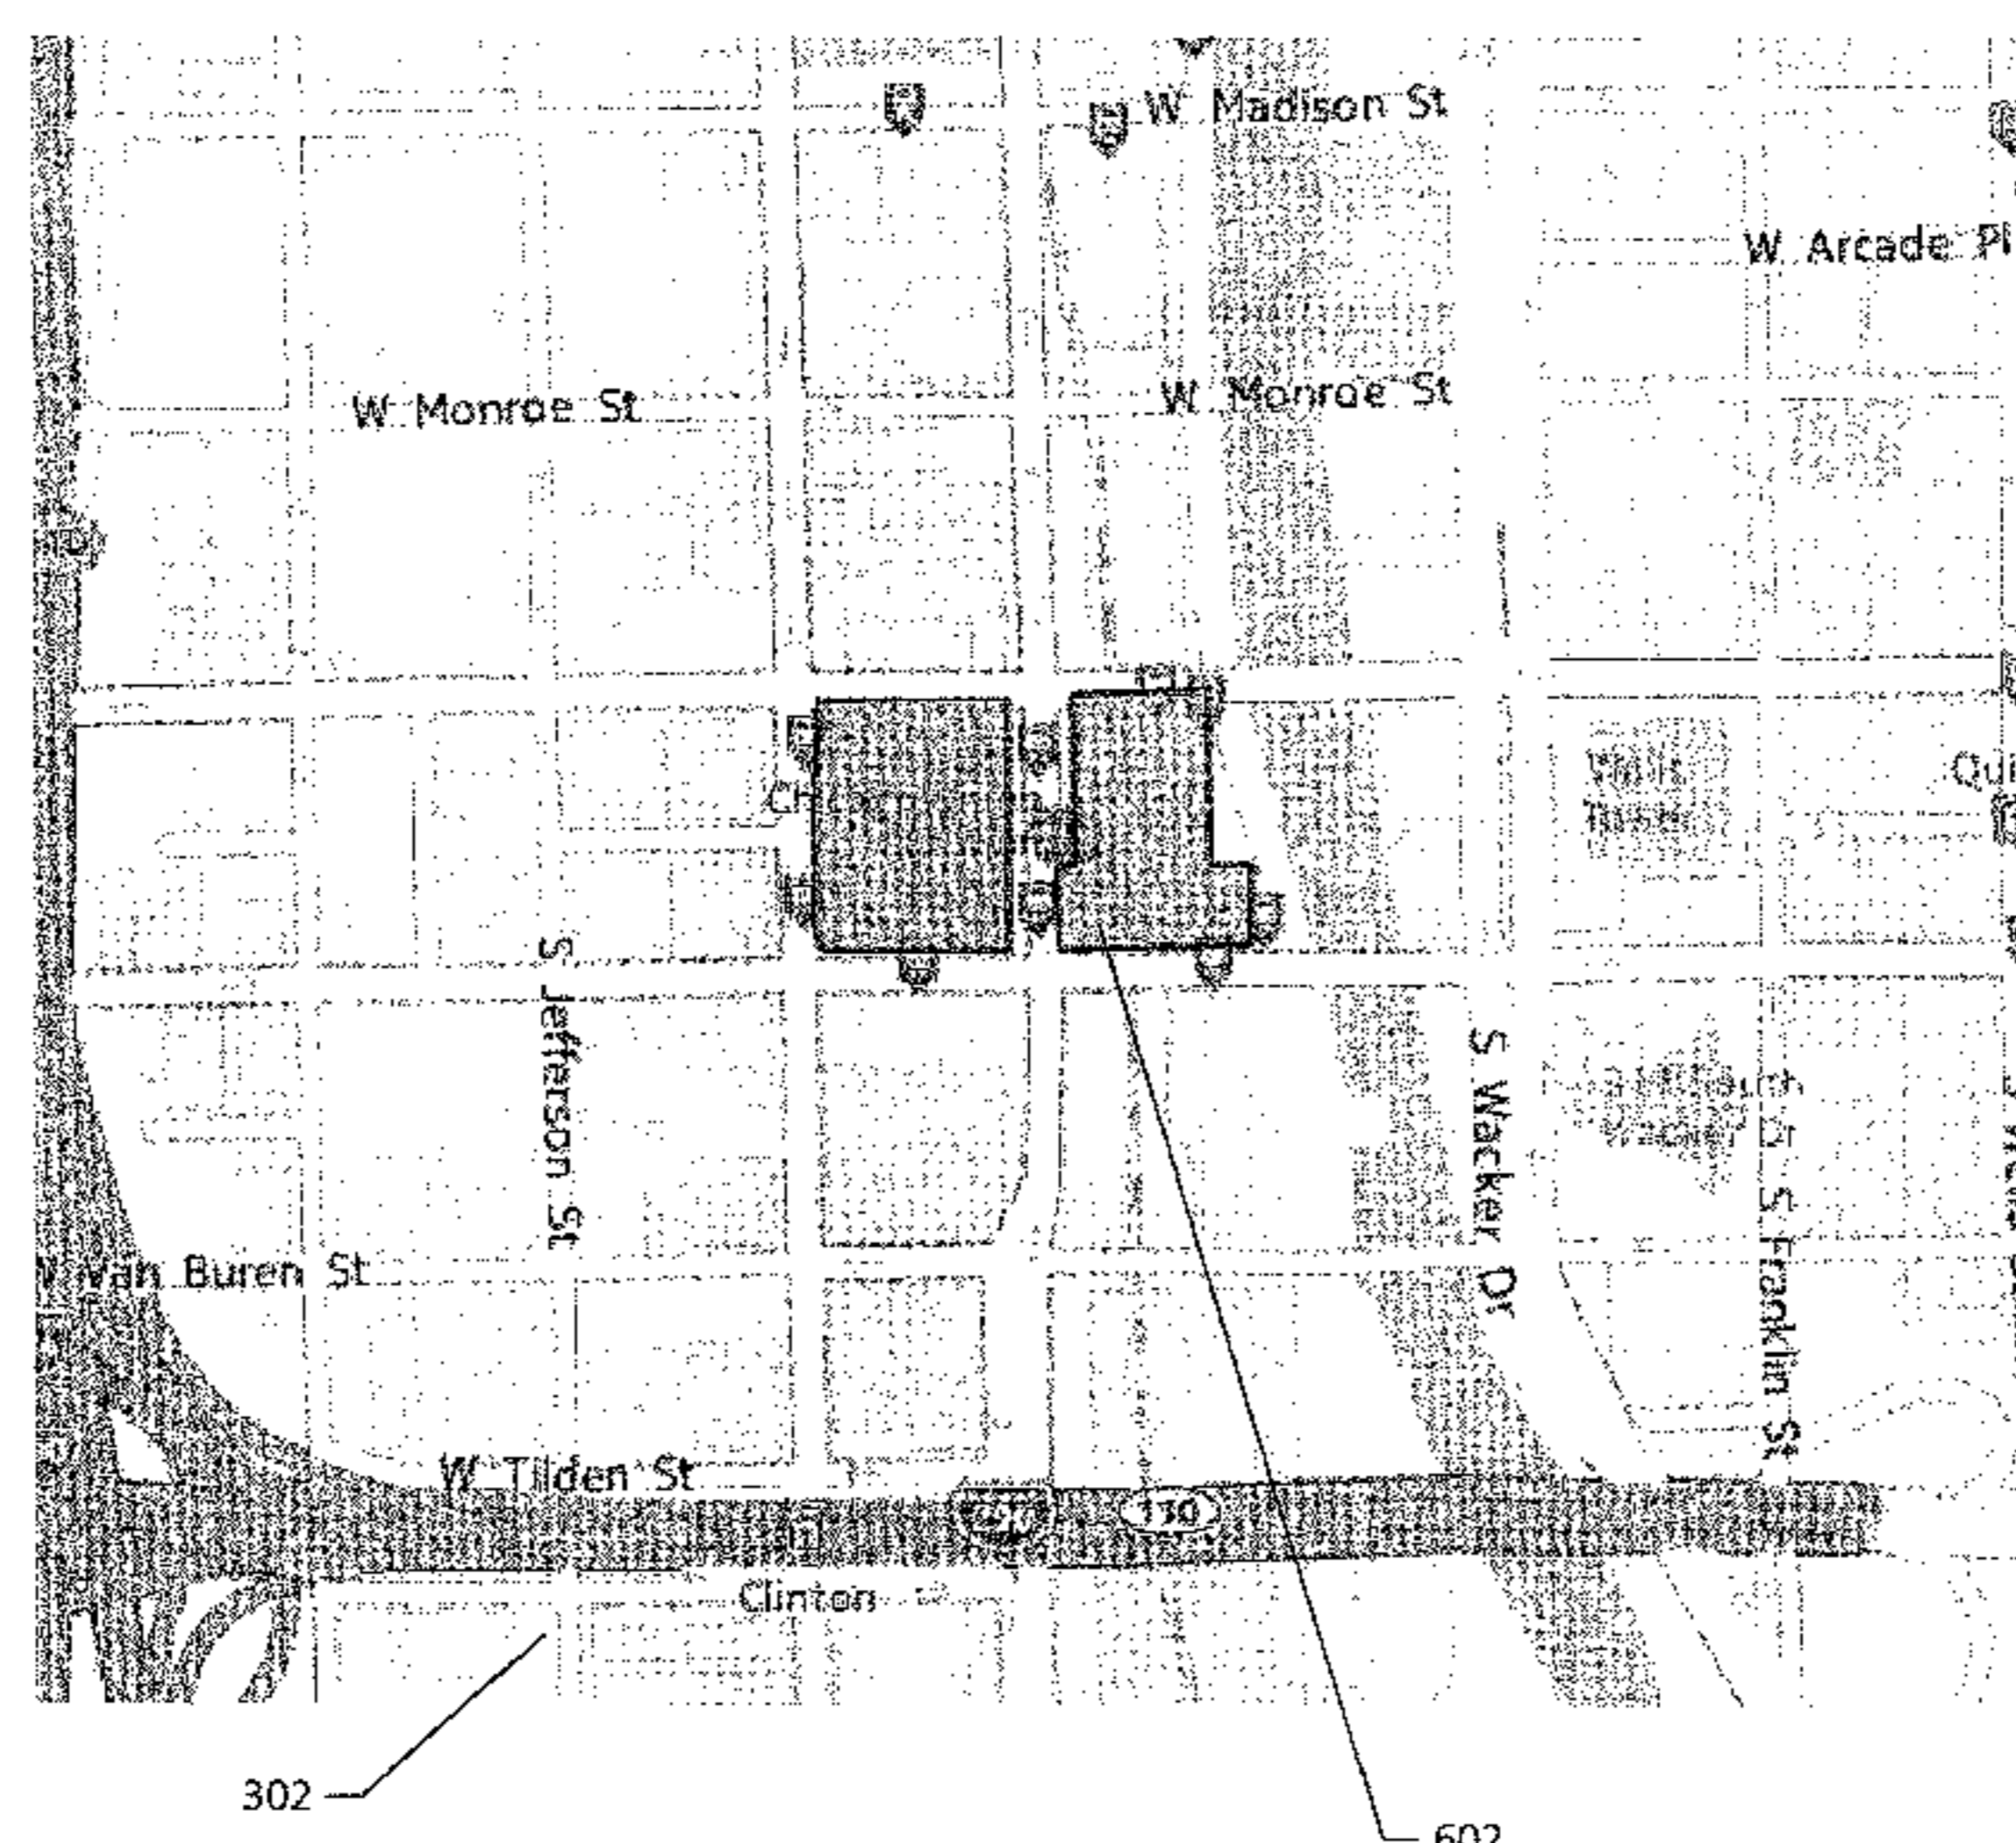 W Madison St
W Arcade Pl
W Monroe St
W Monroe St
S Jefferson St
S Wacker Dr
S Franklin St
Van Buren St
W Tilden St
110
Clinton
302
602